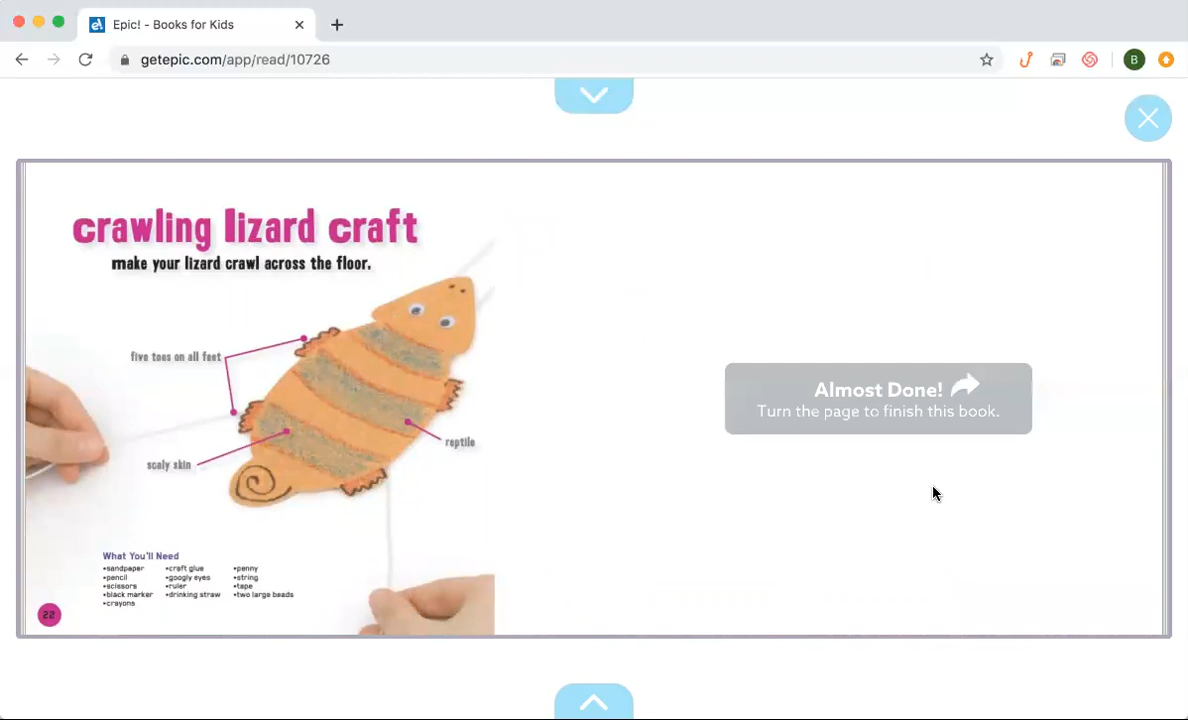 Epic! - Books for Kids
getepic.com/app/read/10726
B
crawling lizard craft
make your lizard crawl across the floor.
five toes on all feet
reptile
scaly skin
What You'll Need
•sandpaper
•pencil
•scissors
•black marker
•crayons
•craft glue
•googly eyes
•ruler
•drinking straw
•penny
•string
•tape
•two large beads
22
Almost Done!
Turn the page to finish this book.